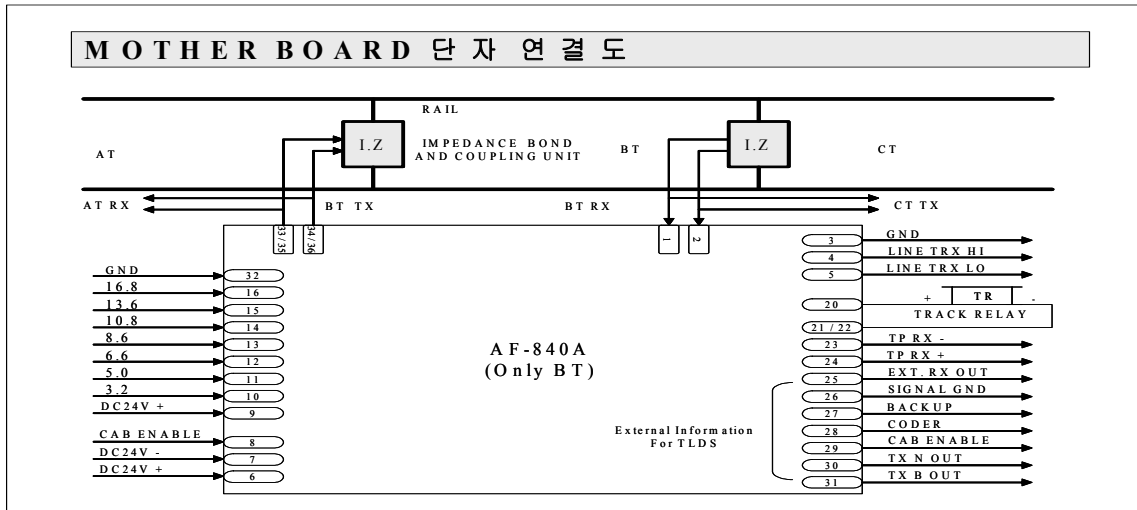 MOTHER BOARD 단자 연결도
RAIL
I.Z
IMPEDANCE BOND
AND COUPLING UNIT
I.Z
AT
BT
CT
AT RX
BT TX
BT RX
CT TX
33/35
34/36
1
2
GND 32
16.8 16
13.6 15
10.8 14
8.6 13
6.6 12
5.0 11
3.2 10
DC24V + 9
CAB ENABLE 8
DC24V - 7
DC24V + 6
AF-840A
(Only BT)
External Information
For TLDS
3 GND
4 LINE TRX HI
5 LINE TRX LO
20 + TR -
TRACK RELAY
21 / 22
23 TP RX -
24 TP RX +
25 EXT. RX OUT
26 SIGNAL GND
27 BACKUP
28 CODER
29 CAB ENABLE
30 TX N OUT
31 TX B OUT